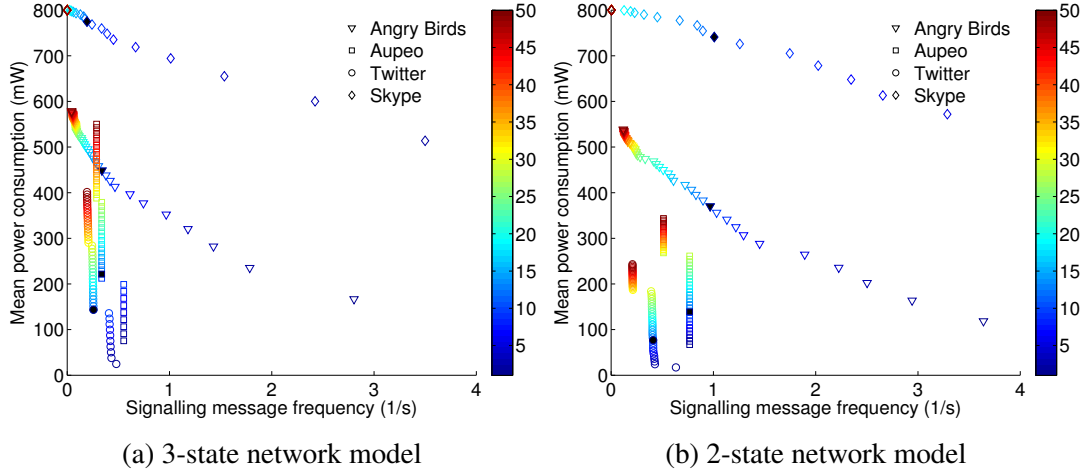 800
700
600
500
400
300
200
100
0
Mean power consumption (mW)
0 1 2 3 4
Signalling message frequency (1/s)
Angry Birds
Aupeo
Twitter
Skype
50
45
40
35
30
25
20
15
10
5
(a) 3-state network model
800
700
600
500
400
300
200
100
0
Mean power consumption (mW)
0 1 2 3 4
Signalling message frequency (1/s)
Angry Birds
Aupeo
Twitter
Skype
50
45
40
35
30
25
20
15
10
5
(b) 2-state network model